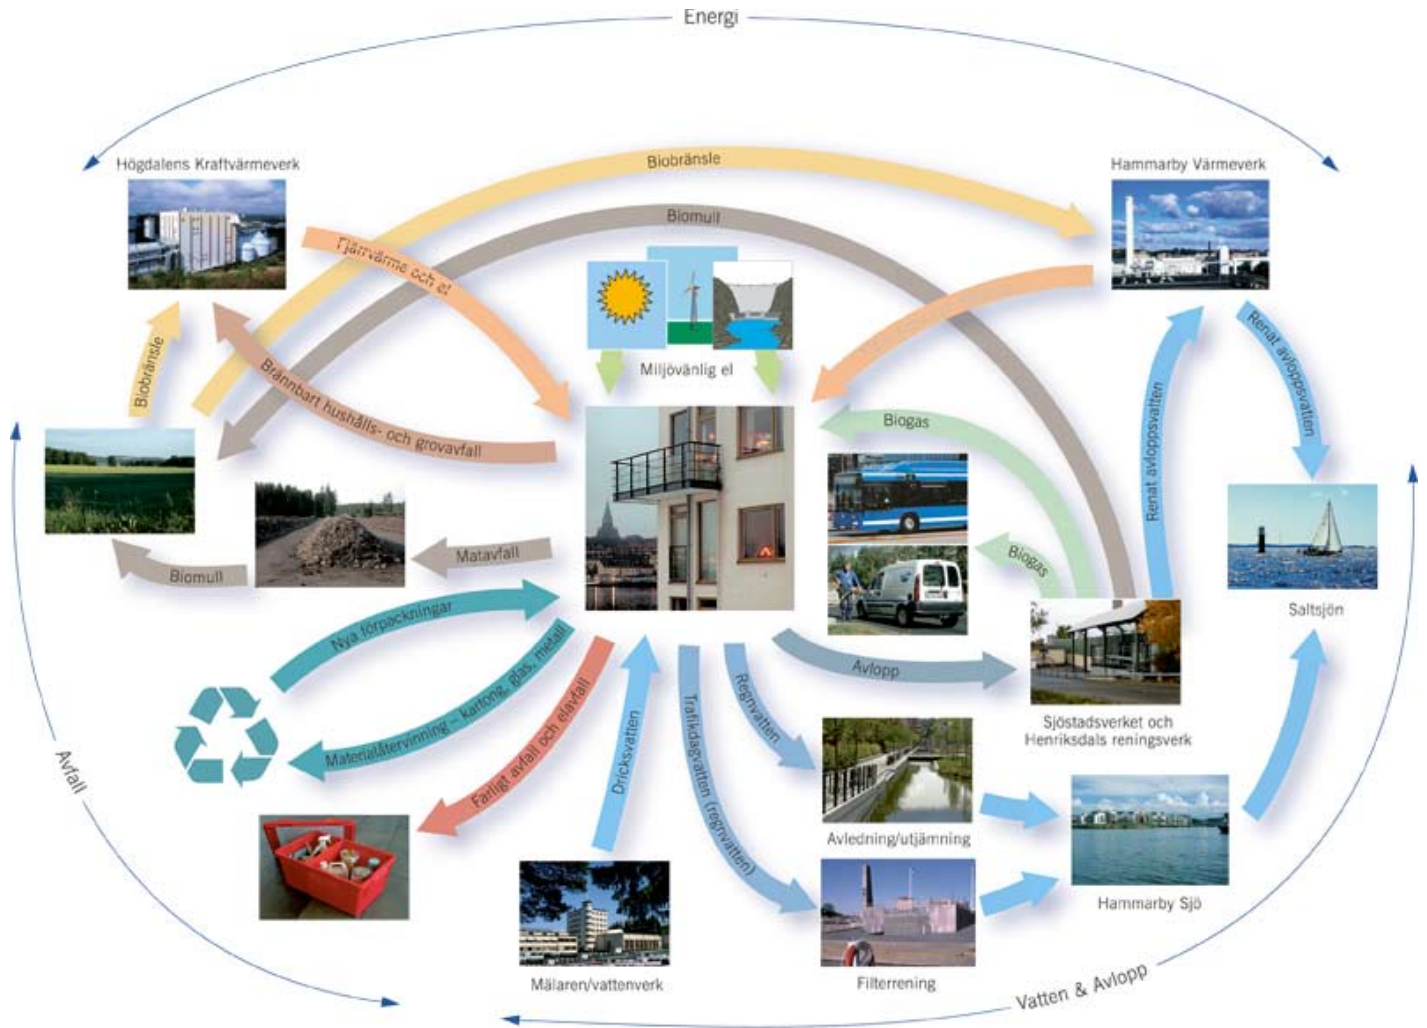 Energi
Högdalens Kraftvärmeverk
Biobränsle
Hammarby Värmeverk
Biomull
Fjärrvärme och el
Miljövänlig el
Biobränsle
Brännbart hushålls- och grovavfall
Renat avloppsvatten
Renat avloppsvatten
Biogas
Biogas
Matavfall
Biomull
Saltsjön
Nya förpackningar
Materialåtervinning – kartong, glas, metall
Farligt avfall och elavfall
Dricksvatten
Trafikdagvatten (regnvatten)
Regnvatten
Avlopp
Sjöstadsverket och
Henriksdals reningsverk
Avfall
Avledning/utjämning
Hammarby Sjö
Mälaren/vattenverk
Filterrening
Vatten & Avlopp